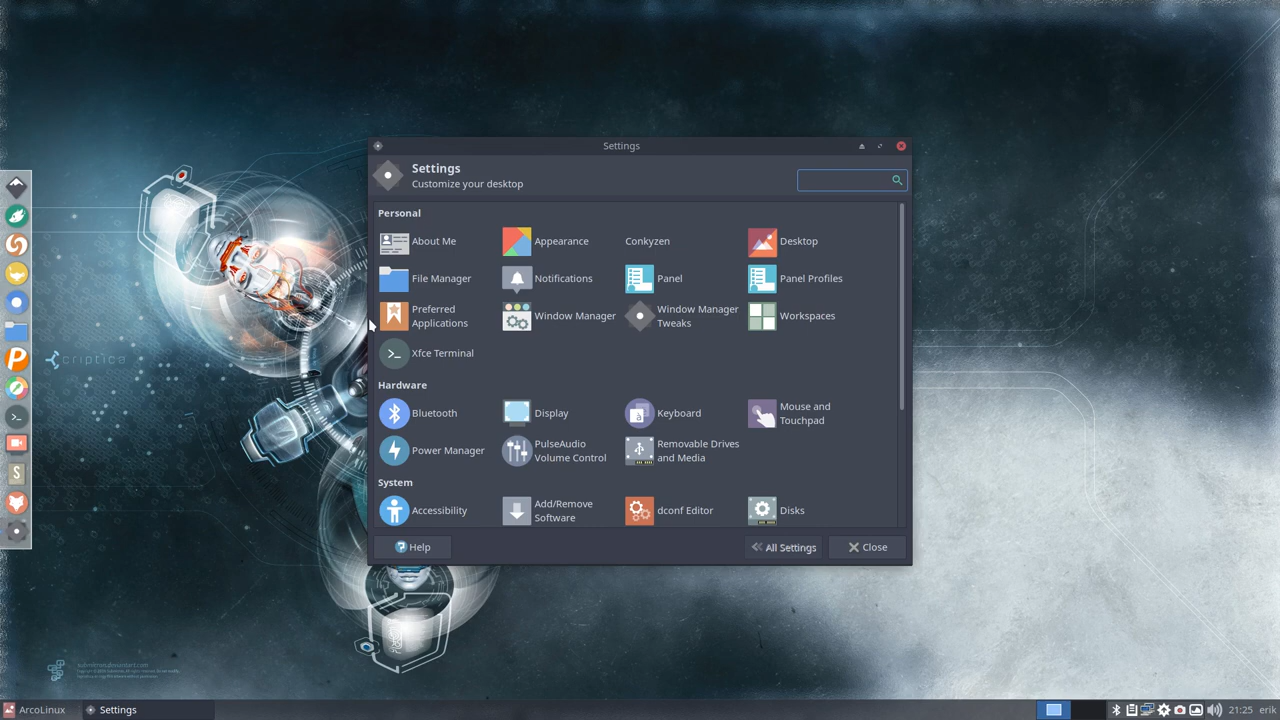 Settings
Settings
Customize your desktop
Personal
About Me
Appearance
Conkyzen
Desktop
File Manager
Notifications
Panel
Panel Profiles
Preferred
Applications
Window Manager
Window Manager
Tweaks
Workspaces
Xfce Terminal
Hardware
Bluetooth
Display
Keyboard
Mouse and
Touchpad
Power Manager
PulseAudio
Volume Control
Removable Drives
and Media
System
Accessibility
Add/Remove
Software
dconf Editor
Disks
Help
All Settings
Close
criptica
ArcoLinux
Settings
21:25
erik